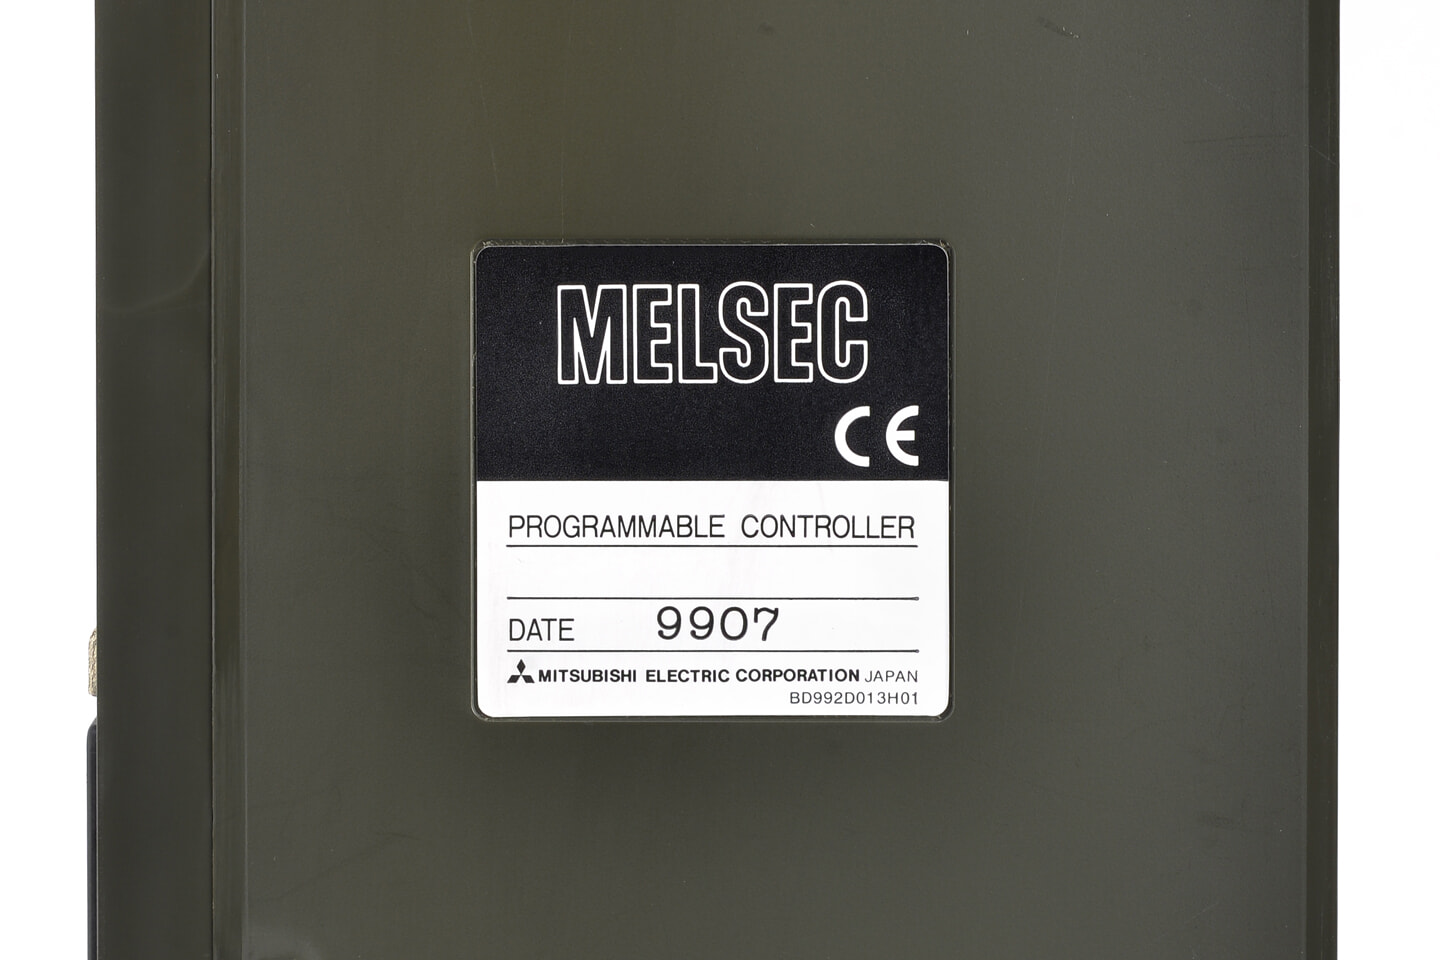 MELSEC
CE
PROGRAMMABLE CONTROLLER
DATE 9907
MITSUBISHI ELECTRIC CORPORATION JAPAN
BD992D013H01